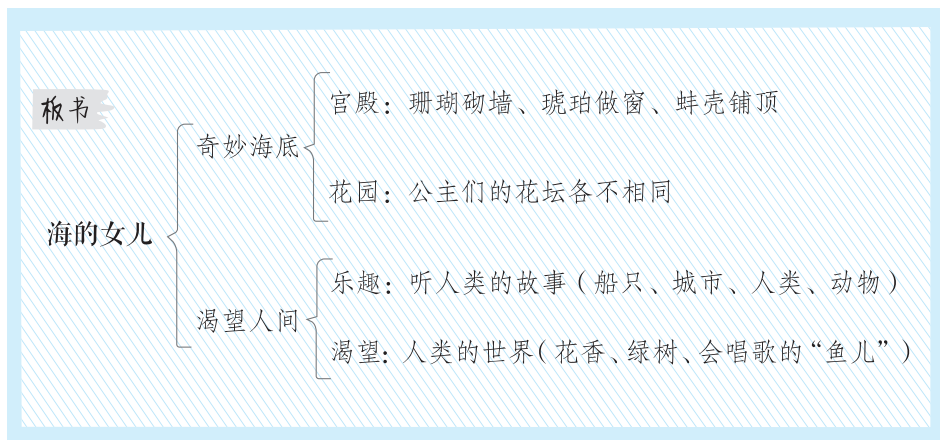 板书
宫殿：珊瑚砌墙、琥珀做窗、蚌壳铺顶
奇妙海底
花园：公主们的花坛各不相同
海的女儿
乐趣：听人类的故事（船只、城市、人类、动物）
渴望人间
渴望：人类的世界（花香、绿树、会唱歌的“鱼儿”）